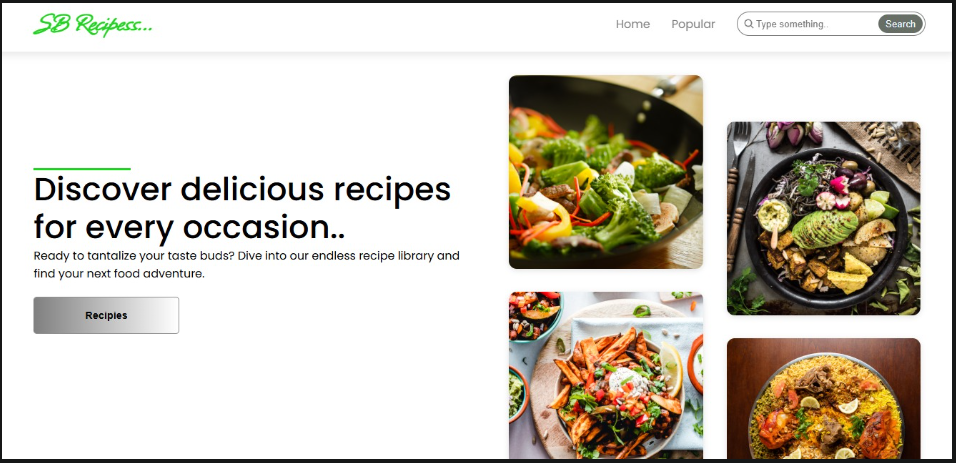 SB Recipess...
Home
Popular
Type something..
Search
Discover delicious recipes
for every occasion..
Ready to tantalize your taste buds? Dive into our endless recipe library and
find your next food adventure.
Recipies